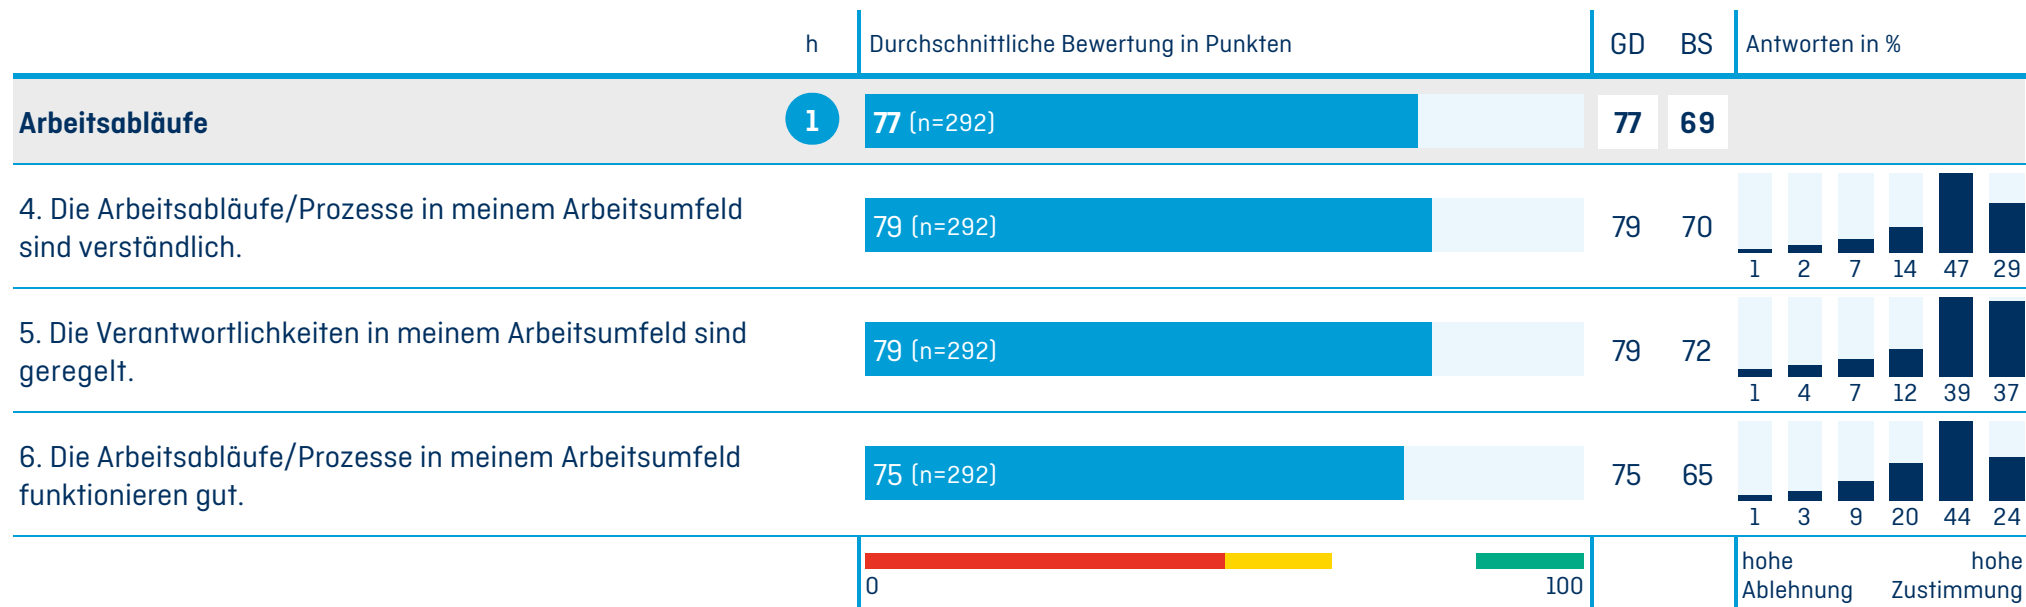 h Durchschnittliche Bewertung in Punkten GD BS Antworten in %
Arbeitsabläufe 1 77 (n=292) 77 69
4. Die Arbeitsabläufe/Prozesse in meinem Arbeitsumfeld
sind verständlich.
79 (n=292) 79 70
1 2 7 14 47 29
5. Die Verantwortlichkeiten in meinem Arbeitsumfeld sind
geregelt.
79 (n=292) 79 72
1 4 7 12 39 37
6. Die Arbeitsabläufe/Prozesse in meinem Arbeitsumfeld
funktionieren gut.
75 (n=292) 75 65
1 3 9 20 44 24
0 100
hohe hohe
Ablehnung Zustimmung